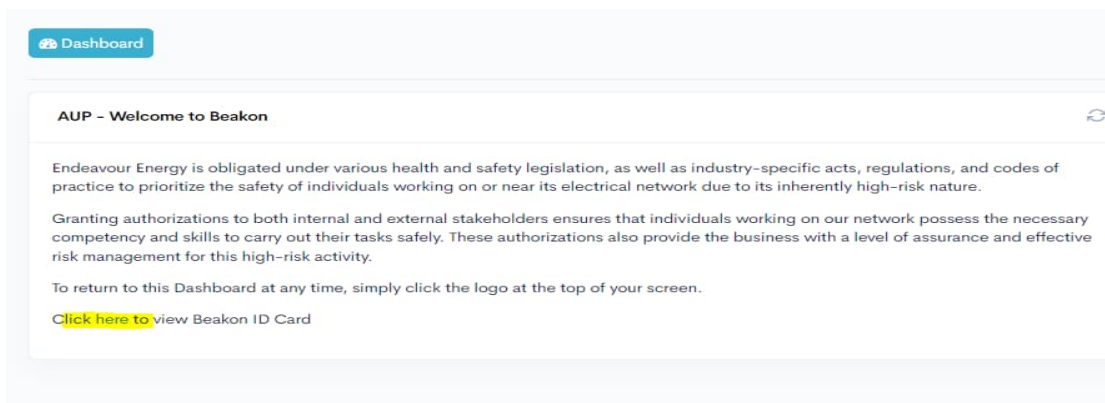 Dashboard
AUP - Welcome to Beakon
Endeavour Energy is obligated under various health and safety legislation, as well as industry-specific acts, regulations, and codes of
practice to prioritize the safety of individuals working on or near its electrical network due to its inherently high-risk nature.
Granting authorizations to both internal and external stakeholders ensures that individuals working on our network possess the necessary
competency and skills to carry out their tasks safely. These authorizations also provide the business with a level of assurance and effective
risk management for this high-risk activity.
To return to this Dashboard at any time, simply click the logo at the top of your screen.
Click here to view Beakon ID Card